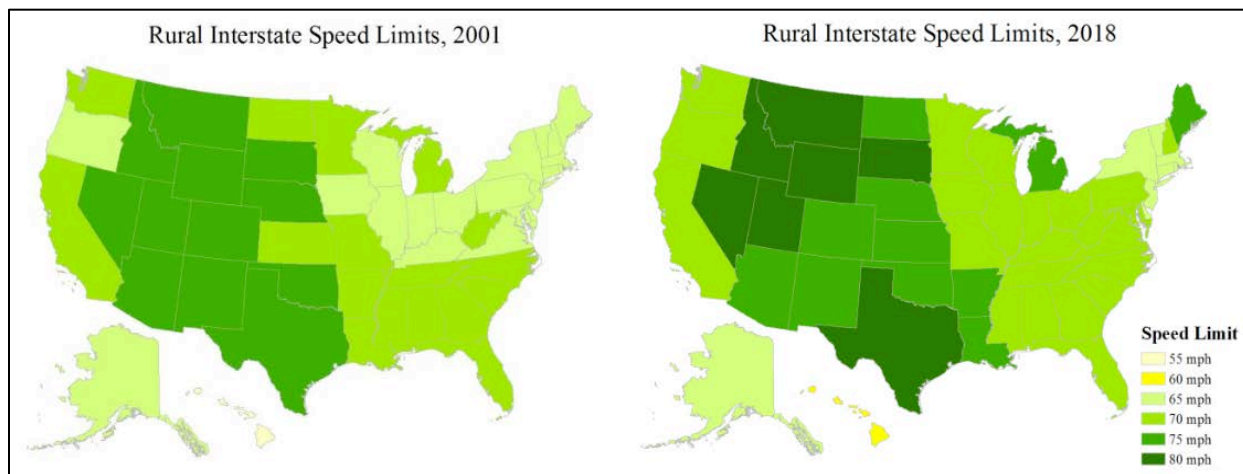 Rural Interstate Speed Limits, 2001
Rural Interstate Speed Limits, 2018
Speed Limit
55 mph
60 mph
65 mph
70 mph
75 mph
80 mph